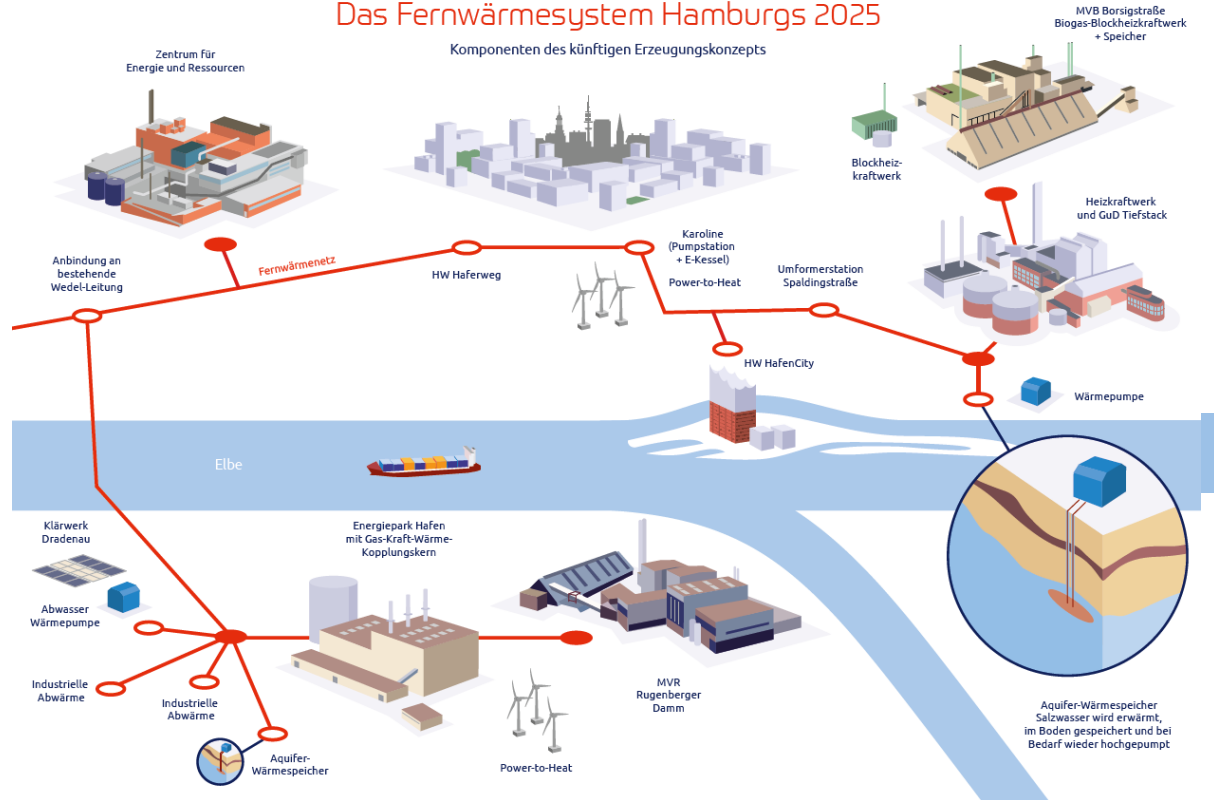 Das Fernwärmesystem Hamburgs 2025
Komponenten des künftigen Erzeugungskonzepts
MVB Borsigstraße
Biogas-Blockheizkraftwerk
+ Speicher
Zentrum für
Energie und Ressourcen
Blockheiz-
kraftwerk
Heizkraftwerk
und GuD Tiefstack
Karoline
(Pumpstation
+ E-Kessel)
Power-to-Heat
Anbindung an
bestehende
Wedel-Leitung
Fernwärmenetz
HW Haferweg
Umformerstation
Spaldingstraße
HW HafenCity
Wärmepumpe
Elbe
Klärwerk
Dradenau
Energiepark Hafen
mit Gas-Kraft-Wärme-
Kopplungskern
Abwasser
Wärmepumpe
Industrielle
Abwärme
Industrielle
Abwärme
MVR
Rugenberger
Damm
Aquifer-Wärmespeicher
Salzwasser wird erwärmt,
im Boden gespeichert und bei
Bedarf wieder hochgepumpt
Aquifer-
Wärmespeicher
Power-to-Heat